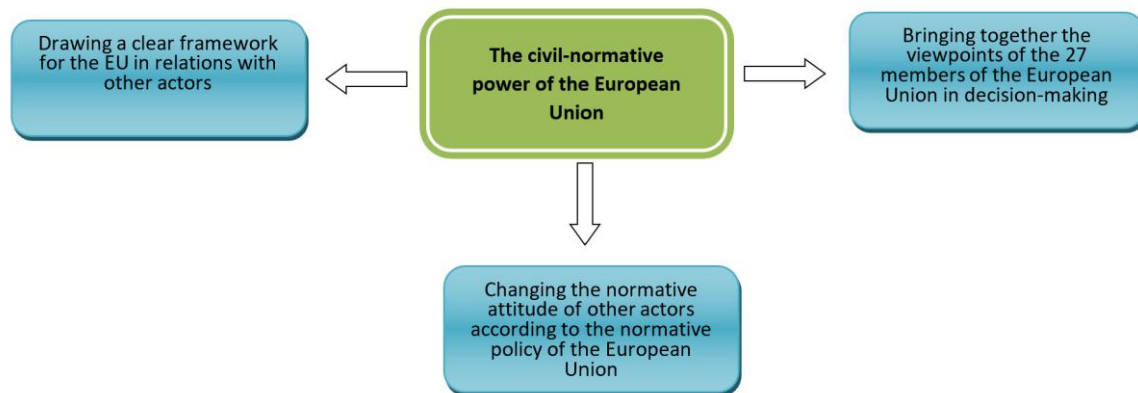 Drawing a clear framework
for the EU in relations with
other actors
The civil-normative
power of the European
Union
Bringing together the
viewpoints of the 27
members of the European
Union in decision-making
Changing the normative
attitude of other actors
according to the normative
policy of the European
Union